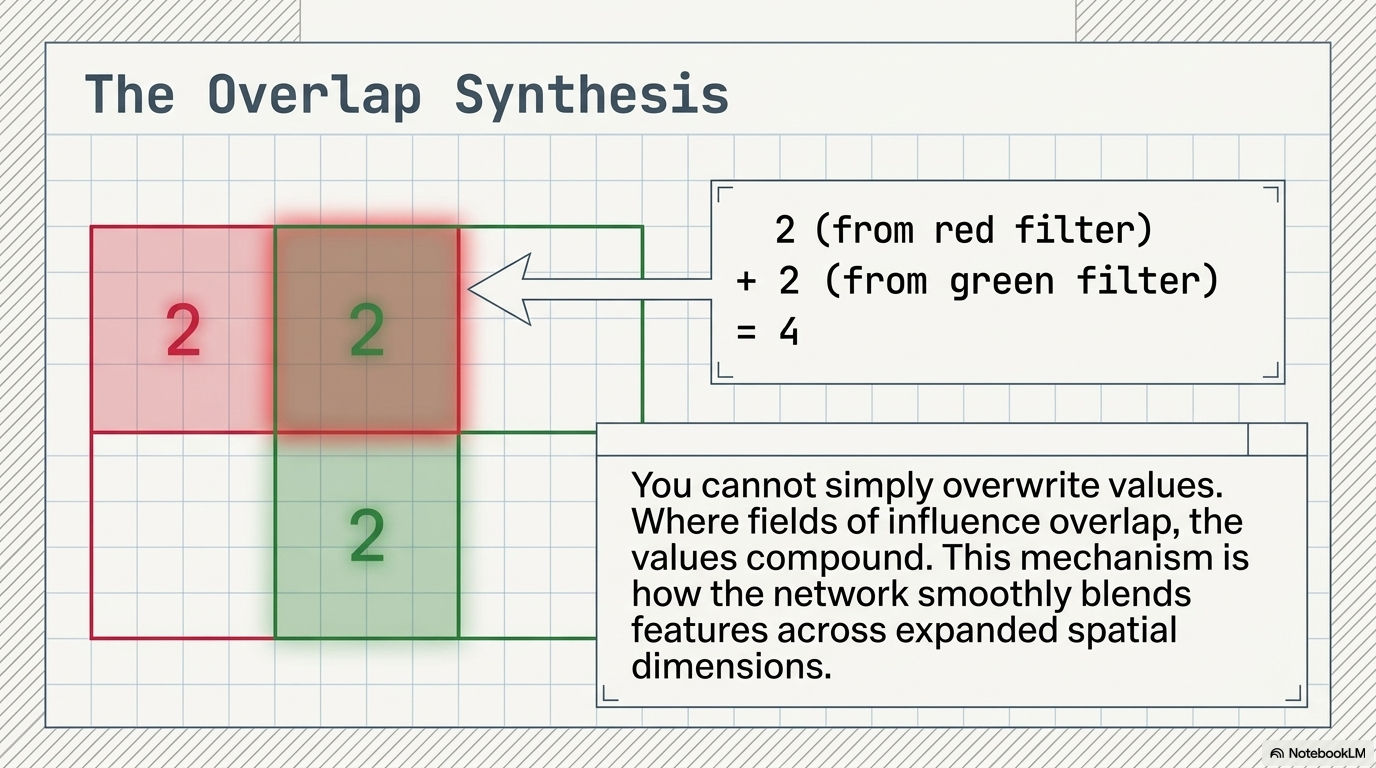 The Overlap Synthesis
2 2
2
2 (from red filter)
+ 2 (from green filter)
= 4
You cannot simply overwrite values.
Where fields of influence overlap, the
values compound. This mechanism is
how the network smoothly blends
features across expanded spatial
dimensions.
NotebookLM